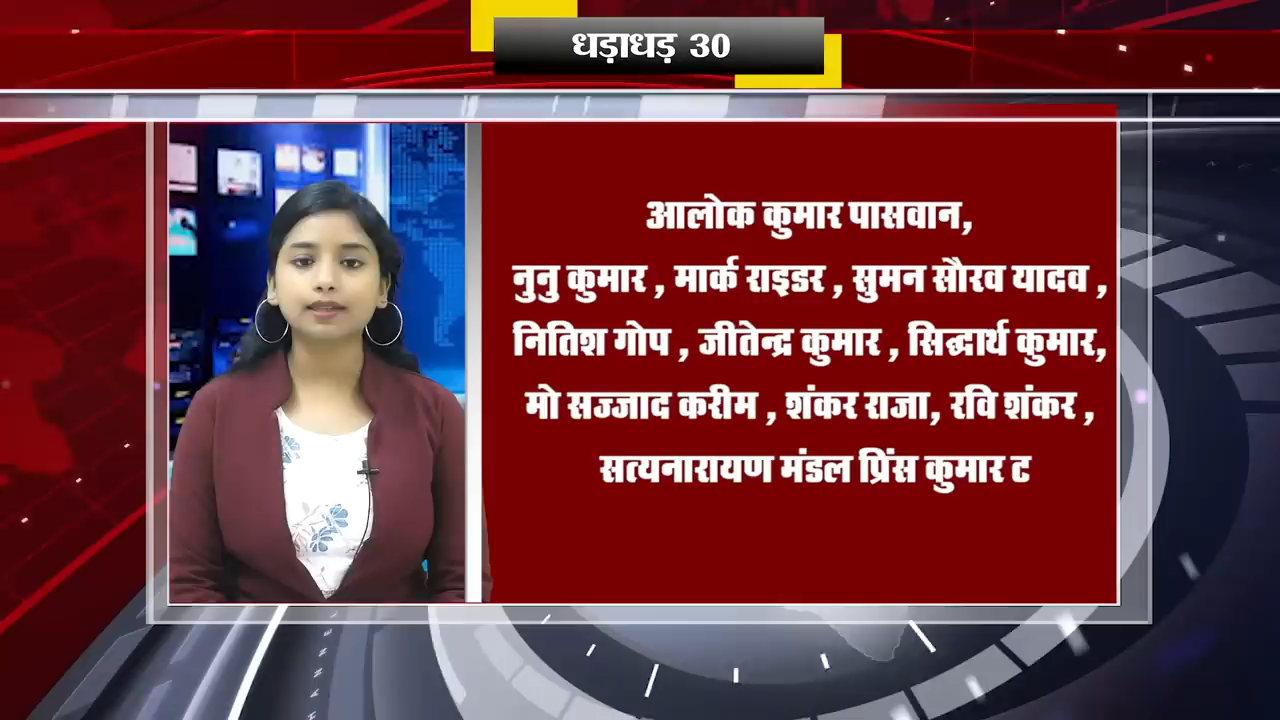 धड़ाधड़ 30
आलोक कुमार पासवान,
नुनु कुमार , मार्क राइडर , सुमन सौरव यादव ,
नितिश गोप , जीतेन्द्र कुमार , सिद्धार्थ कुमार,
मो सज्जाद करीम , शंकर राजा, रवि शंकर ,
सत्यनारायण मंडल प्रिंस कुमार ट